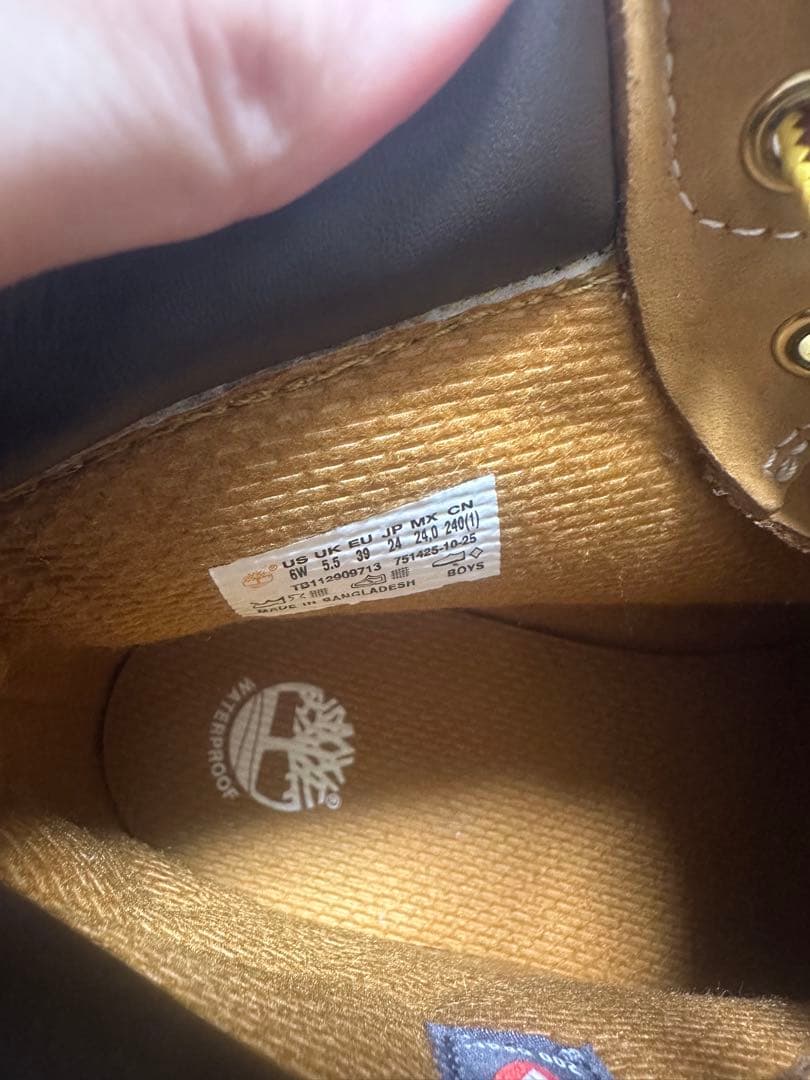 US UK EU JP MX CN
6W 5.5 39 24 24.0 240(1)
TB112909713 751425-10-25
BOYS
MADE IN BANGLADESH
WATERPROOF
200